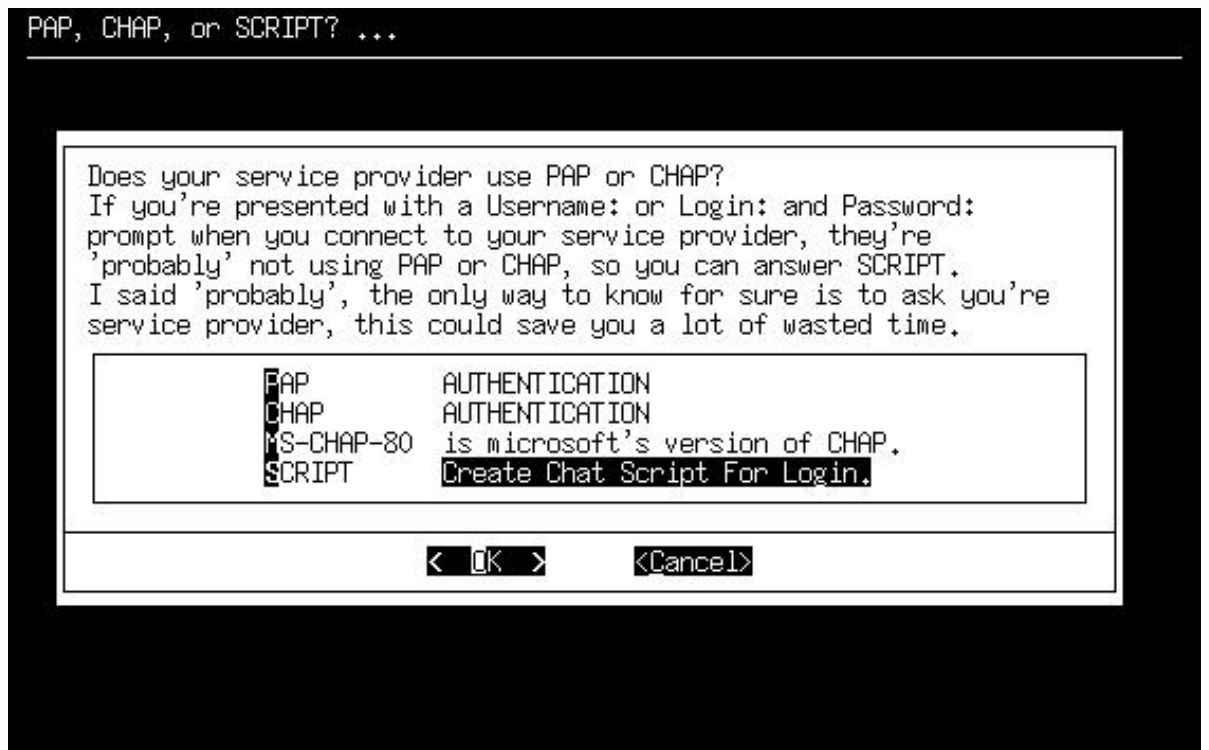 PAP, CHAP, or SCRIPT? ...
Does your service provider use PAP or CHAP?
If you're presented with a Username: or Login: and Password:
prompt when you connect to your service provider, they're
'probably' not using PAP or CHAP, so you can answer SCRIPT.
I said 'probably', the only way to know for sure is to ask you're
service provider, this could save you a lot of wasted time.
PAP AUTHENTICATION
CHAP AUTHENTICATION
MS-CHAP-80 is microsoft's version of CHAP.
SCRIPT Create Chat Script For Login.
< OK > <Cancel>